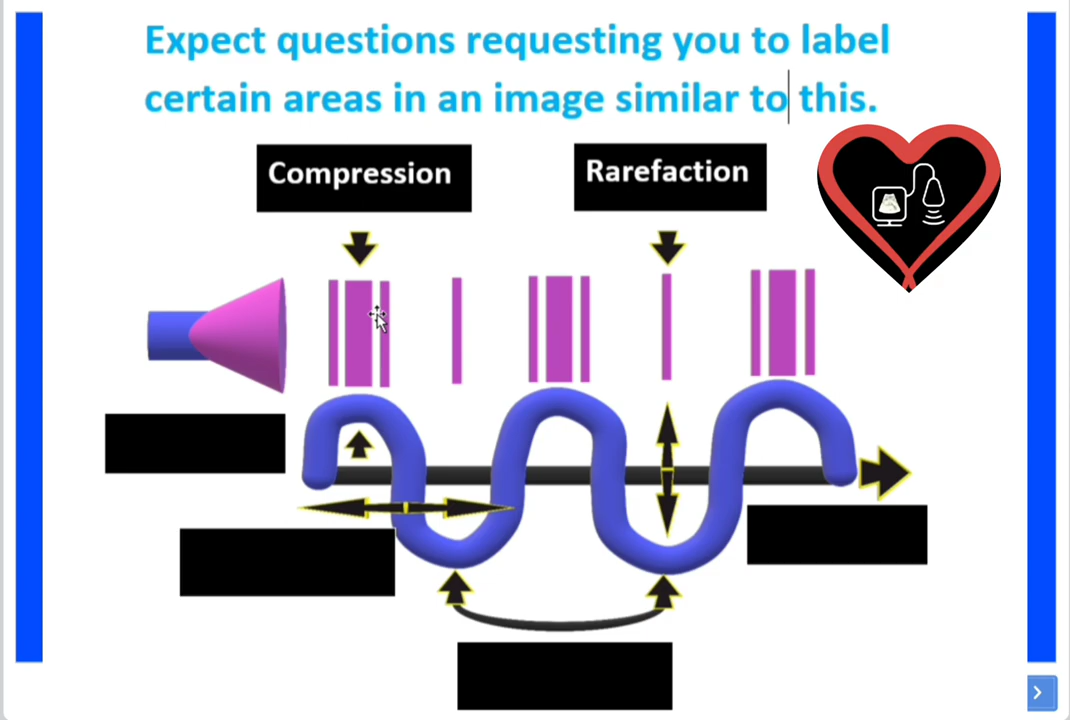 Expect questions requesting you to label
certain areas in an image similar to this.
Compression
Rarefaction